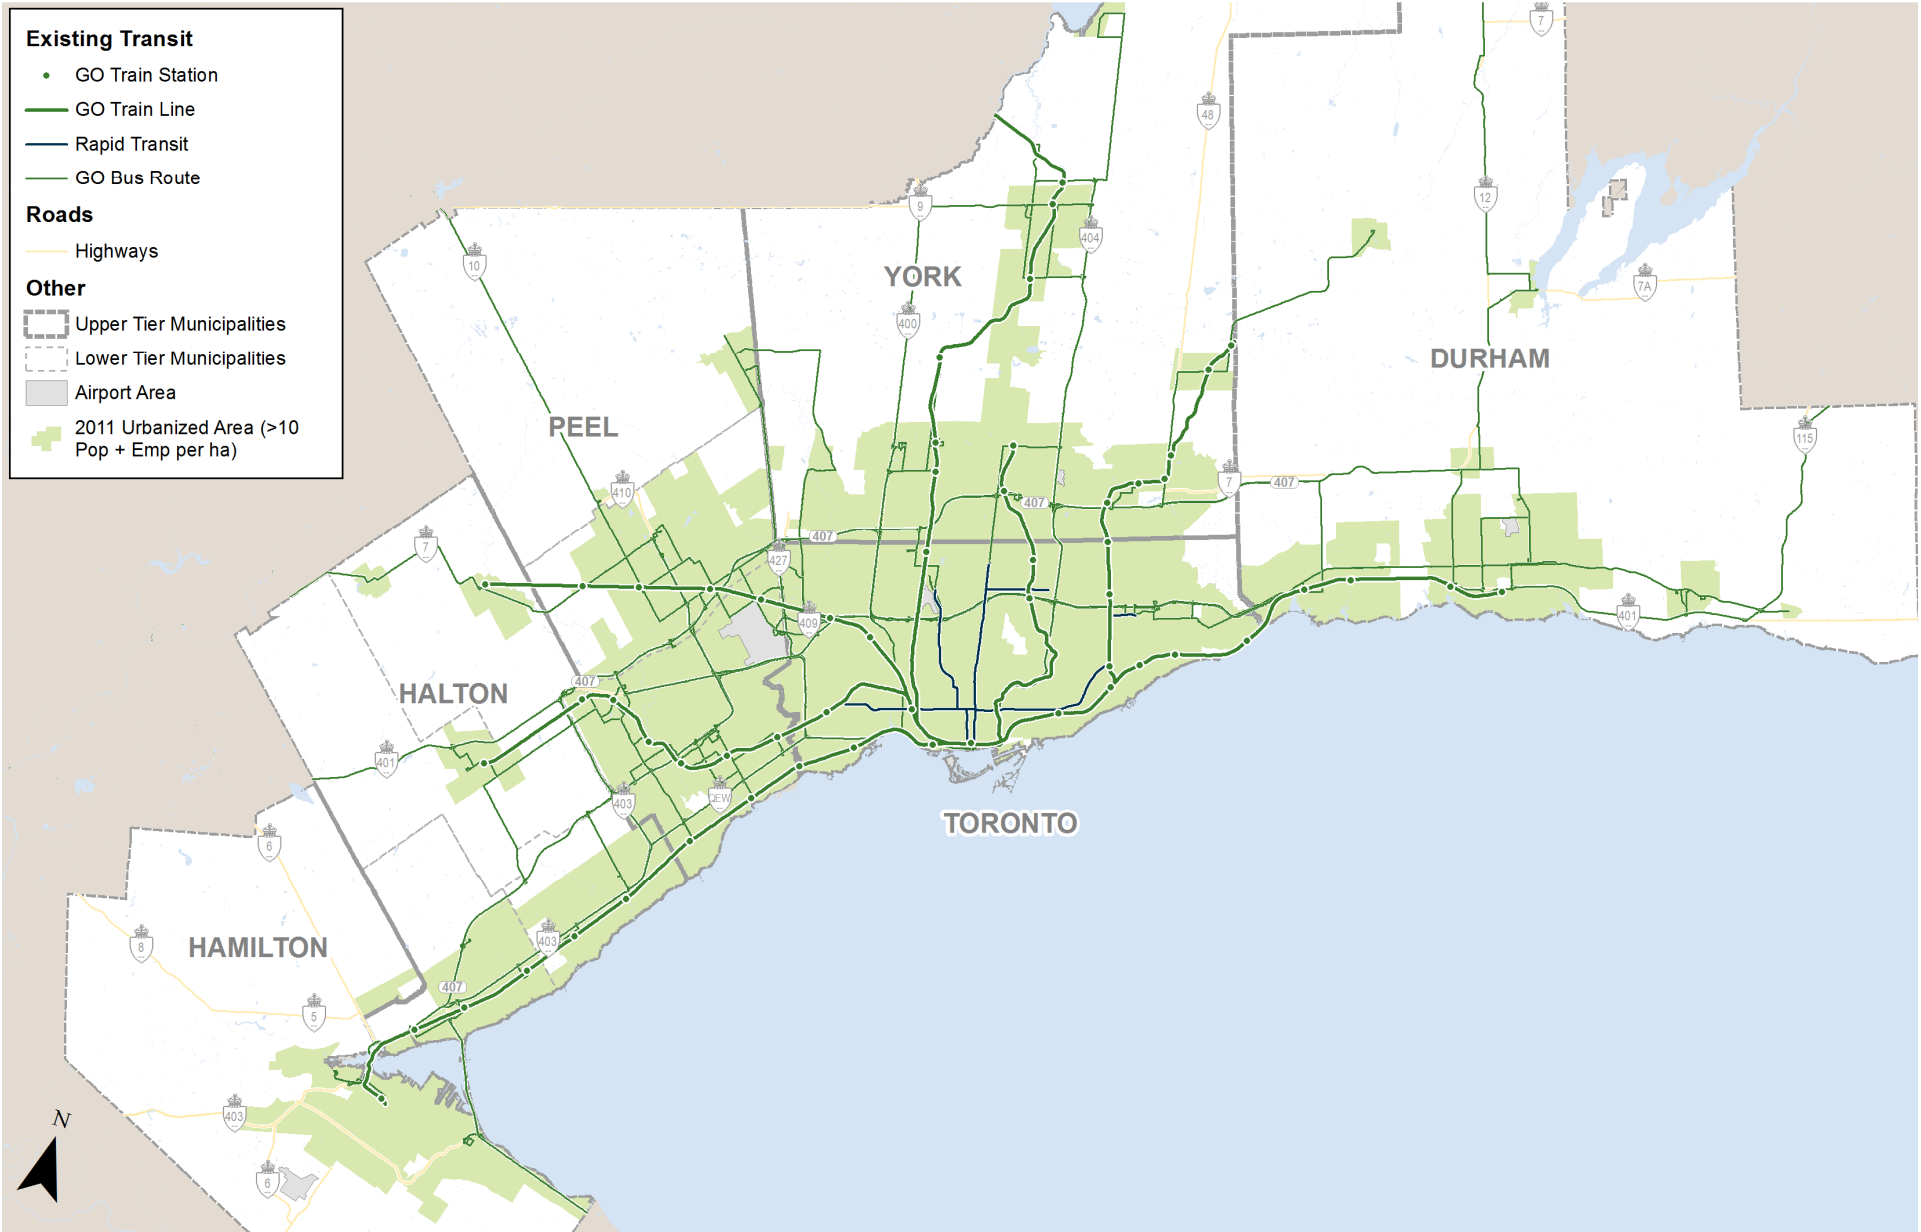 Existing Transit
GO Train Station
GO Train Line
Rapid Transit
GO Bus Route
Roads
Highways
Other
Upper Tier Municipalities
Lower Tier Municipalities
Airport Area
2011 Urbanized Area (>10
Pop + Emp per ha)
7
48
12
9
404
10
YORK
7A
400
DURHAM
PEEL
115
410
7
407
407
407
7
427
409
401
HALTON
407
401
403
QEW
TORONTO
6
8
HAMILTON
403
407
5
403
N
6